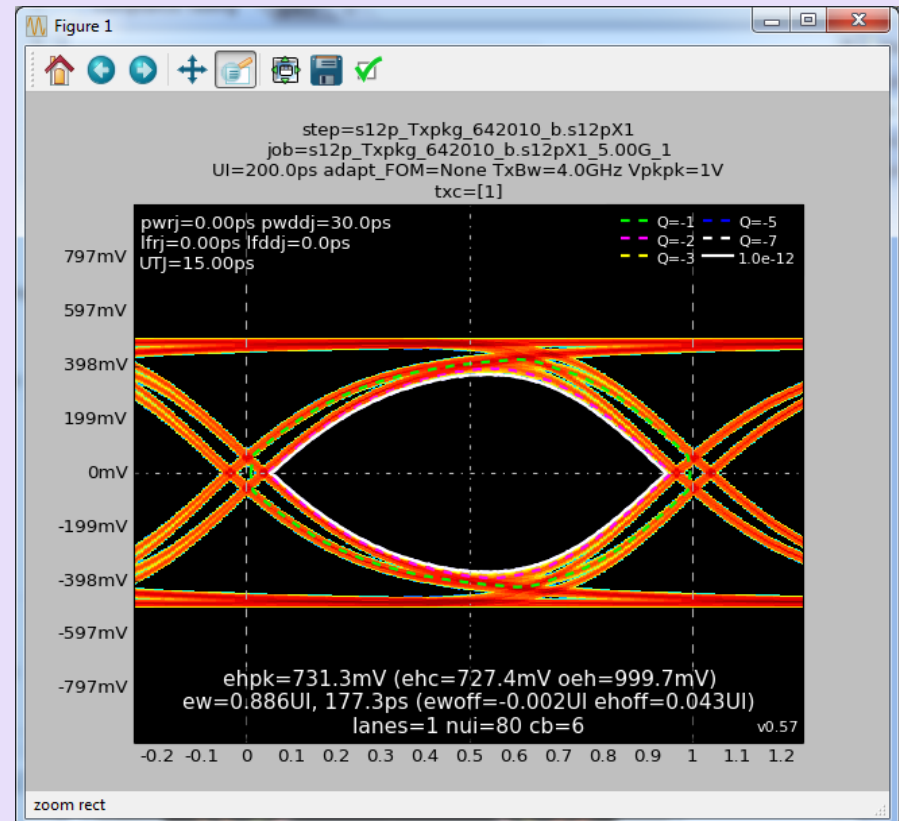 Figure 1
step=s12p_Txpkg_642010_b.s12pX1
job=s12p_Txpkg_642010_b.s12pX1_5.00G_1
UI=200.0ps adapt_FOM=None TxBw=4.0GHz Vpkpk=1V
txc=[1]
pwrj=0.00ps pwddj=30.0ps
lfrj=0.00ps lfddj=0.0ps
UTJ=15.00ps
Q=-1 Q=-5
Q=-2 Q=-7
Q=-3 1.0e-12
797mV
597mV
398mV
199mV
0mV
-199mV
-398mV
-597mV
-797mV
ehpk=731.3mV (ehc=727.4mV oeh=999.7mV)
ew=0.886UI, 177.3ps (ewoff=-0.002UI ehoff=0.043UI)
lanes=1 nui=80 cb=6
v0.57
-0.2 -0.1 0 0.1 0.2 0.3 0.4 0.5 0.6 0.7 0.8 0.9 1 1.1 1.2
zoom rect